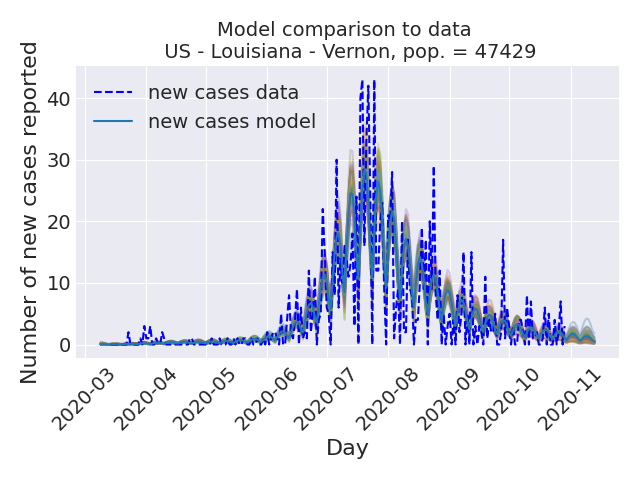 Model comparison to data
US - Louisiana - Vernon, pop. = 47429
Number of new cases reported
40
30
20
10
0
new cases data
new cases model
2020-03
2020-04
2020-05
2020-06
2020-07
2020-08
2020-09
2020-10
2020-11
Day